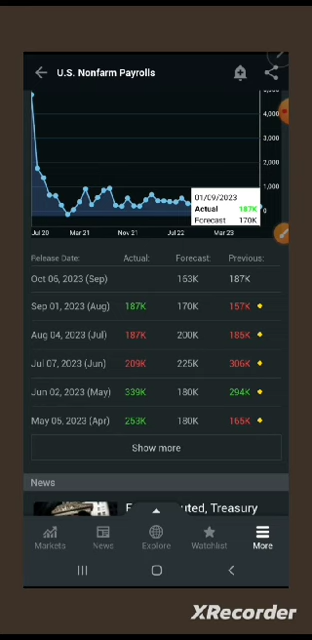 U.S. Nonfarm Payrolls
4,000
3,000
2,000
1,000
0
01/09/2023
Actual 187K
Forecast 170K
Jul 20 Mar 21 Nov 21 Jul 22 Mar 23
Release Date: Actual: Forecast: Previous:
Oct 06, 2023 (Sep) 163K 187K
Sep 01, 2023 (Aug) 187K 170K 157K
Aug 04, 2023 (Jul) 187K 200K 185K
Jul 07, 2023 (Jun) 209K 225K 306K
Jun 02, 2023 (May) 339K 180K 294K
May 05, 2023 (Apr) 253K 180K 165K
Show more
News
Treasury
Markets News Explore Watchlist More
XRecorder